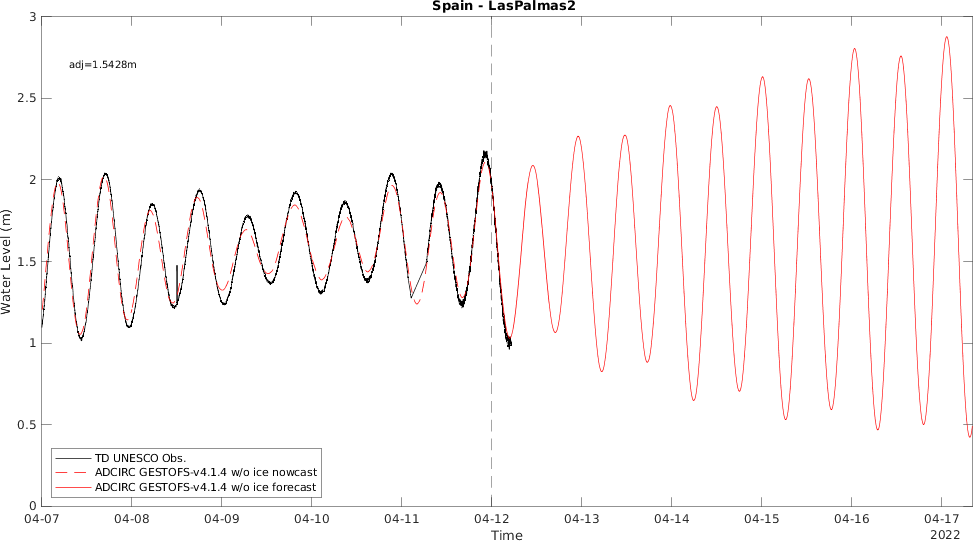 Spain - LasPalmas2
adj=1.5428m
3
2.5
2
1.5
1
0.5
0
Water Level (m)
TD UNESCO Obs.
ADCIRC GESTOFS-v4.1.4 w/o ice nowcast
ADCIRC GESTOFS-v4.1.4 w/o ice forecast
04-07 04-08 04-09 04-10 04-11 04-12 04-13 04-14 04-15 04-16 04-17
Time
2022